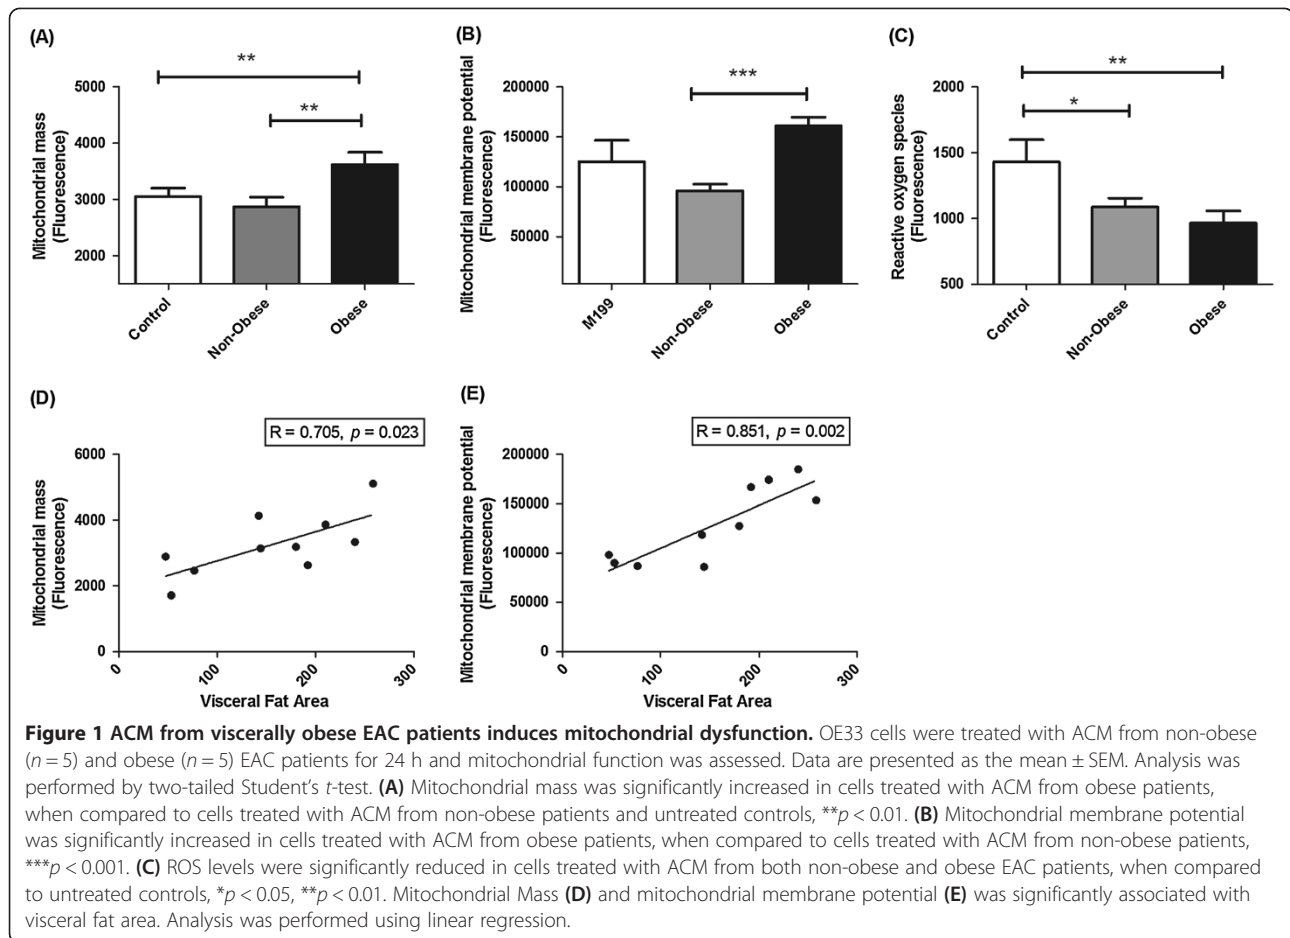 (A)
**
**
5000
4000
3000
2000
Mitochondrial mass
(Fluorescence)
Control
Non-Obese
Obese
(B)
***
200000
150000
100000
50000
Mitochondrial membrane potential
(Fluorescence)
M199
Non-Obese
Obese
(C)
**
*
2000
1500
1000
500
Reactive oxygen species
(Fluorescence)
Control
Non-Obese
Obese
(D)
R = 0.705, p = 0.023
6000
4000
2000
0
Mitochondrial mass
(Fluorescence)
0
100
200
300
Visceral Fat Area
(E)
R = 0.851, p = 0.002
200000
150000
100000
50000
0
Mitochondrial membrane potential
(Fluorescence)
0
100
200
300
Visceral Fat Area
Figure 1 ACM from viscerally obese EAC patients induces mitochondrial dysfunction. OE33 cells were treated with ACM from non-obese
(n = 5) and obese (n = 5) EAC patients for 24 h and mitochondrial function was assessed. Data are presented as the mean ± SEM. Analysis was
performed by two-tailed Student's t-test. (A) Mitochondrial mass was significantly increased in cells treated with ACM from obese patients,
when compared to cells treated with ACM from non-obese patients and untreated controls, **p < 0.01. (B) Mitochondrial membrane potential
was significantly increased in cells treated with ACM from obese patients, when compared to cells treated with ACM from non-obese patients,
***p < 0.001. (C) ROS levels were significantly reduced in cells treated with ACM from both non-obese and obese EAC patients, when compared
to untreated controls, *p < 0.05, **p < 0.01. Mitochondrial Mass (D) and mitochondrial membrane potential (E) was significantly associated with
visceral fat area. Analysis was performed using linear regression.